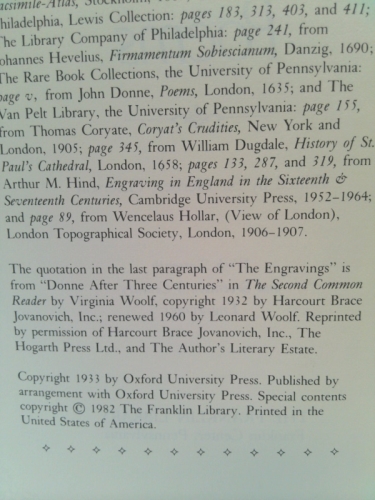 facsimile-Atlas, Stockholm,
Philadelphia, Lewis Collection: pages 183, 313, 403, and 411;
The Library Company of Philadelphia: page 241, from
Johannes Hevelius, Firmamentum Sobiescianum, Danzig, 1690;
The Rare Book Collections, the University of Pennsylvania:
page v, from John Donne, Poems, London, 1635; and The
Van Pelt Library, the University of Pennsylvania: page 155,
from Thomas Coryate, Coryat's Crudities, New York and
London, 1905; page 345, from William Dugdale, History of St.
Paul's Cathedral, London, 1658; pages 133, 287, and 319, from
Arthur M. Hind, Engraving in England in the Sixteenth &
Seventeenth Centuries, Cambridge University Press, 1952–1964;
and page 89, from Wencelaus Hollar, (View of London),
London Topographical Society, London, 1906–1907.
The quotation in the last paragraph of "The Engravings" is
from "Donne After Three Centuries" in The Second Common
Reader by Virginia Woolf, copyright 1932 by Harcourt Brace
Jovanovich, Inc.; renewed 1960 by Leonard Woolf. Reprinted
by permission of Harcourt Brace Jovanovich, Inc., The
Hogarth Press Ltd., and The Author's Literary Estate.
Copyright 1933 by Oxford University Press. Published by
arrangement with Oxford University Press. Special contents
copyright © 1982 The Franklin Library. Printed in the
United States of America.